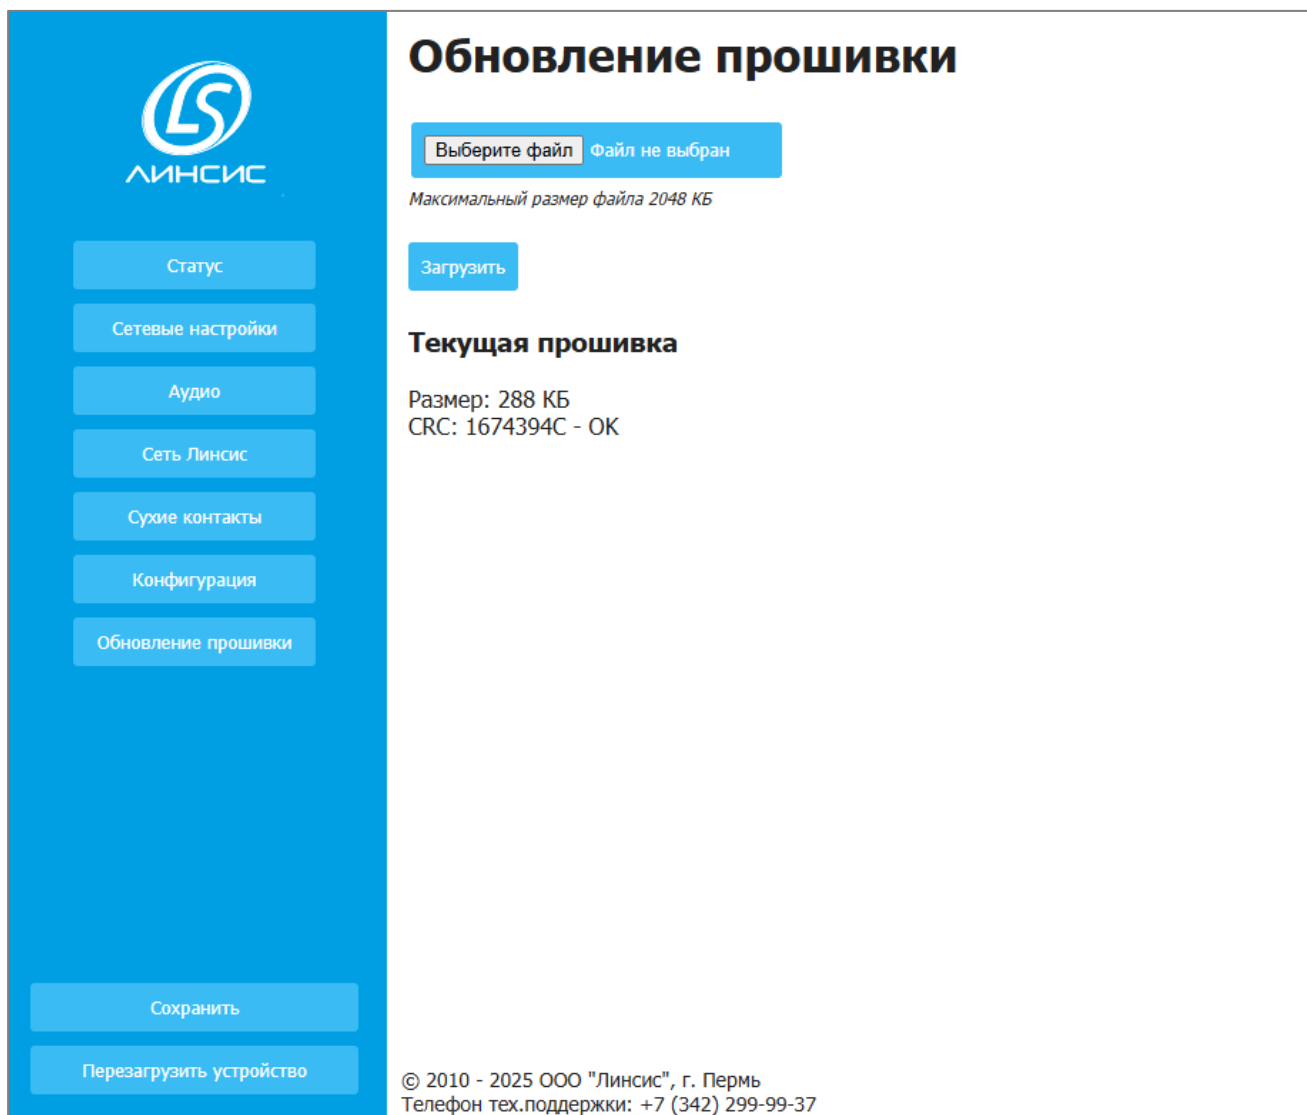 ЛИНСИС
Статус
Сетевые настройки
Аудио
Сеть Линсис
Сухие контакты
Конфигурация
Обновление прошивки
Сохранить
Перезагрузить устройство
Обновление прошивки
Выберите файл Файл не выбран
Максимальный размер файла 2048 КБ
Загрузить
Текущая прошивка
Размер: 288 КБ
CRC: 1674394C - OK
© 2010 - 2025 ООО "Линсис", г. Пермь
Телефон тех.поддержки: +7 (342) 299-99-37